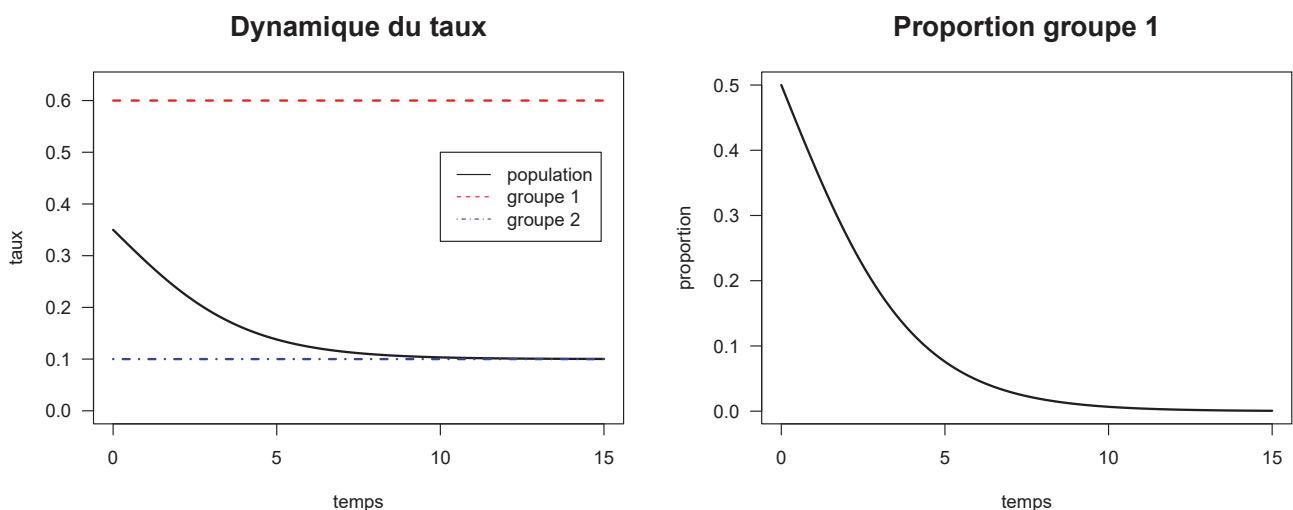 Dynamique du taux
taux
0.6
0.5
0.4
0.3
0.2
0.1
0.0
population
groupe 1
groupe 2
0 5 10 15
temps
Proportion groupe 1
proportion
0.5
0.4
0.3
0.2
0.1
0.0
0 5 10 15
temps